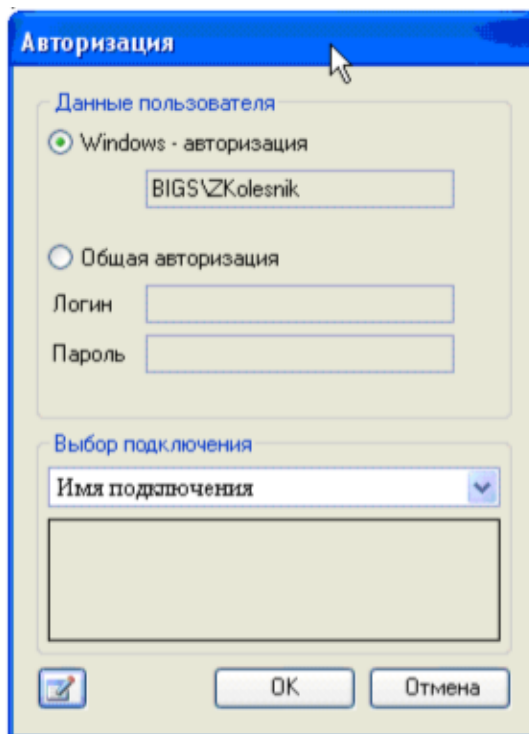 Авторизация
Данные пользователя
Windows - авторизация
BIGS\ZKolesnik
Общая авторизация
Логин
Пароль
Выбор подключения
Имя подключения
OK
Отмена